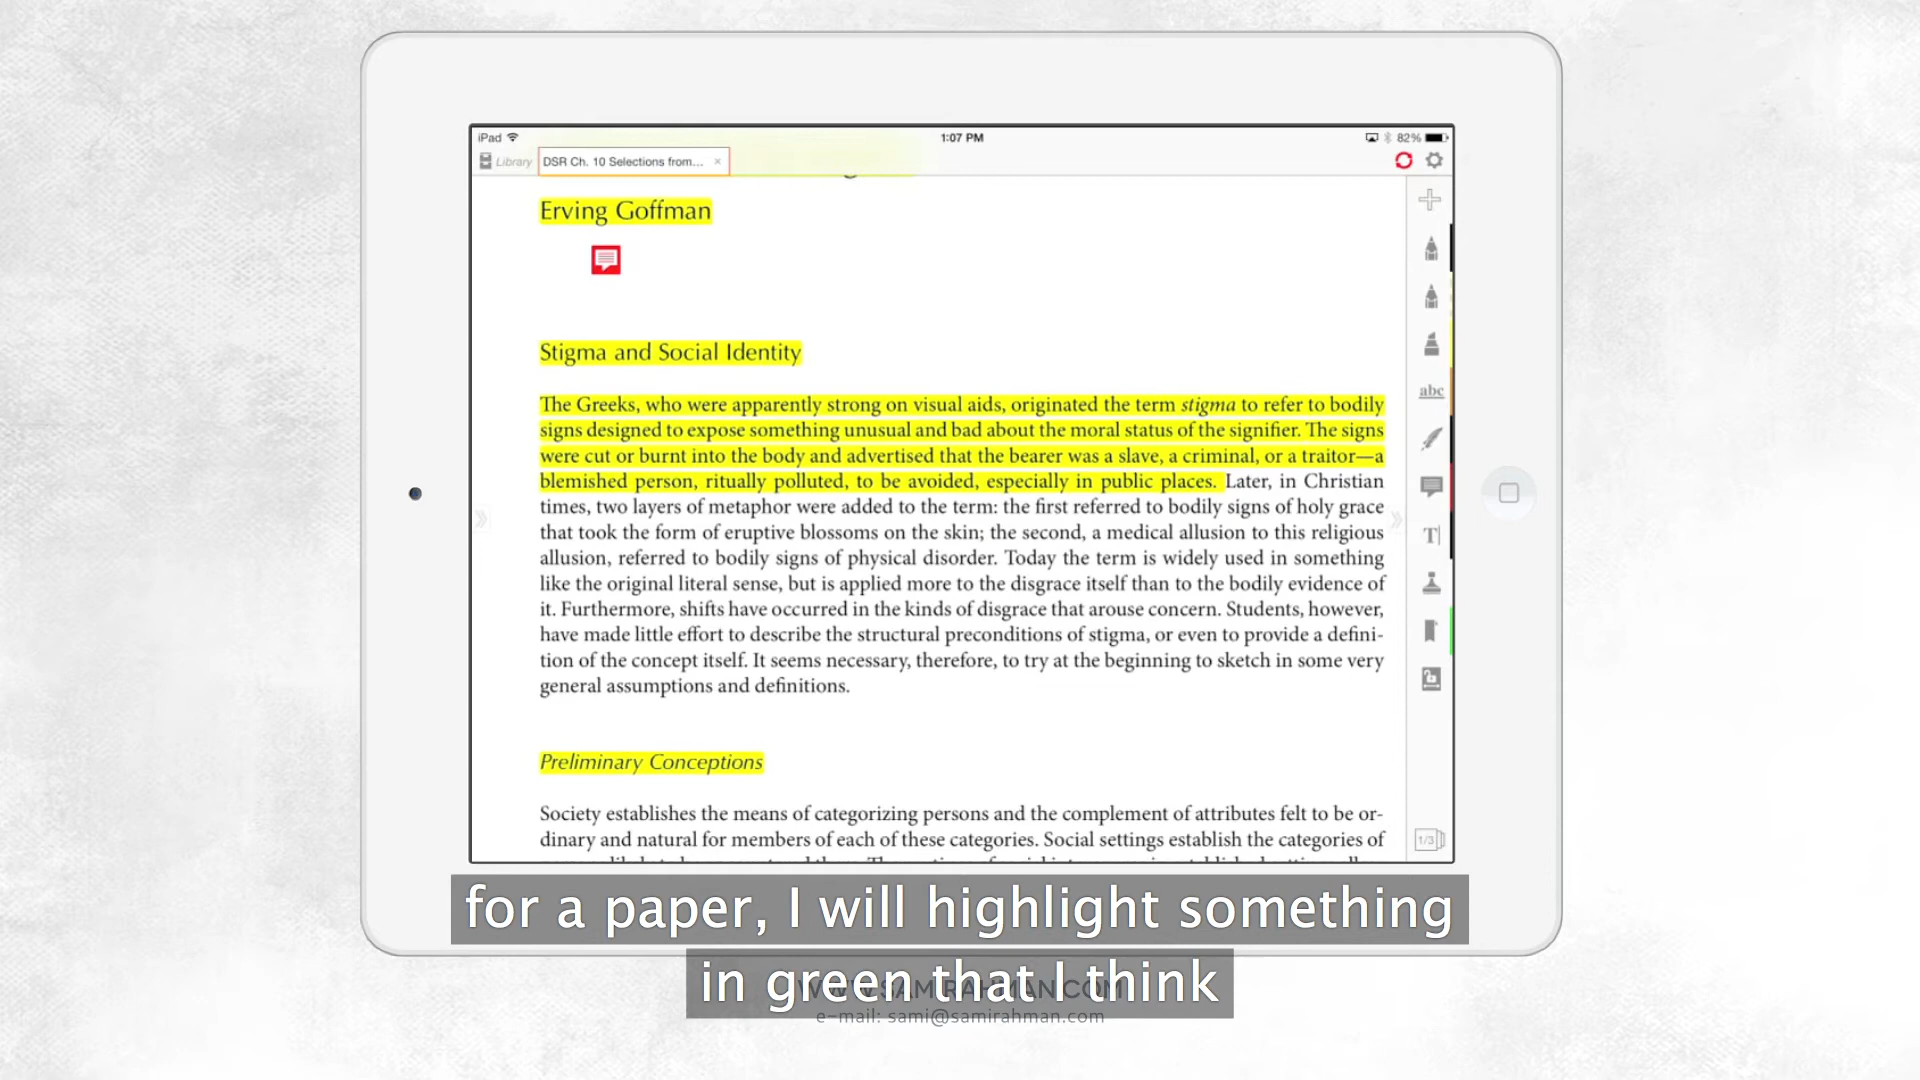 iPad 1:07 PM 82%
Library DSR Ch. 10 Selections from... ×
Erving Goffman
Stigma and Social Identity
The Greeks, who were apparently strong on visual aids, originated the term stigma to refer to bodily
signs designed to expose something unusual and bad about the moral status of the signifier. The signs
were cut or burnt into the body and advertised that the bearer was a slave, a criminal, or a traitor—a
blemished person, ritually polluted, to be avoided, especially in public places. Later, in Christian
times, two layers of metaphor were added to the term: the first referred to bodily signs of holy grace
that took the form of eruptive blossoms on the skin; the second, a medical allusion to this religious
allusion, referred to bodily signs of physical disorder. Today the term is widely used in something
like the original literal sense, but is applied more to the disgrace itself than to the bodily evidence of
it. Furthermore, shifts have occurred in the kinds of disgrace that arouse concern. Students, however,
have made little effort to describe the structural preconditions of stigma, or even to provide a defini-
tion of the concept itself. It seems necessary, therefore, to try at the beginning to sketch in some very
general assumptions and definitions.
Preliminary Conceptions
Society establishes the means of categorizing persons and the complement of attributes felt to be or-
dinary and natural for members of each of these categories. Social settings establish the categories of
abc
T
1/3
for a paper, I will highlight something
in green that I think
WWW.SAMIRAHMAN.COM
e-mail: sami@samirahman.com